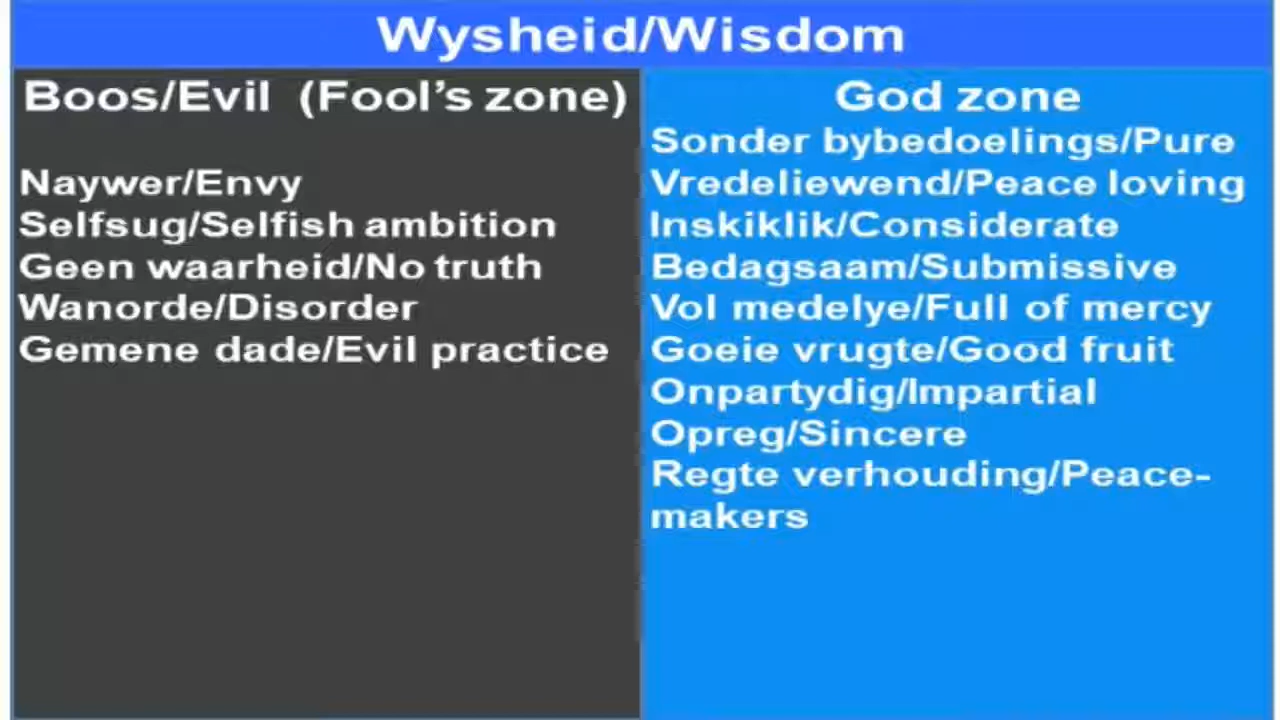 Wysheid/Wisdom
Boos/Evil (Fool's zone)
Naywer/Envy
Selfsug/Selfish ambition
Geen waarheid/No truth
Wanorde/Disorder
Gemene dade/Evil practice
God zone
Sonder bybedoelings/Pure
Vredeliewend/Peace loving
Inskiklik/Considerate
Bedagsaam/Submissive
Vol medelye/Full of mercy
Goeie vrugte/Good fruit
Onpartydig/Impartial
Opreg/Sincere
Regte verhouding/Peace-
makers